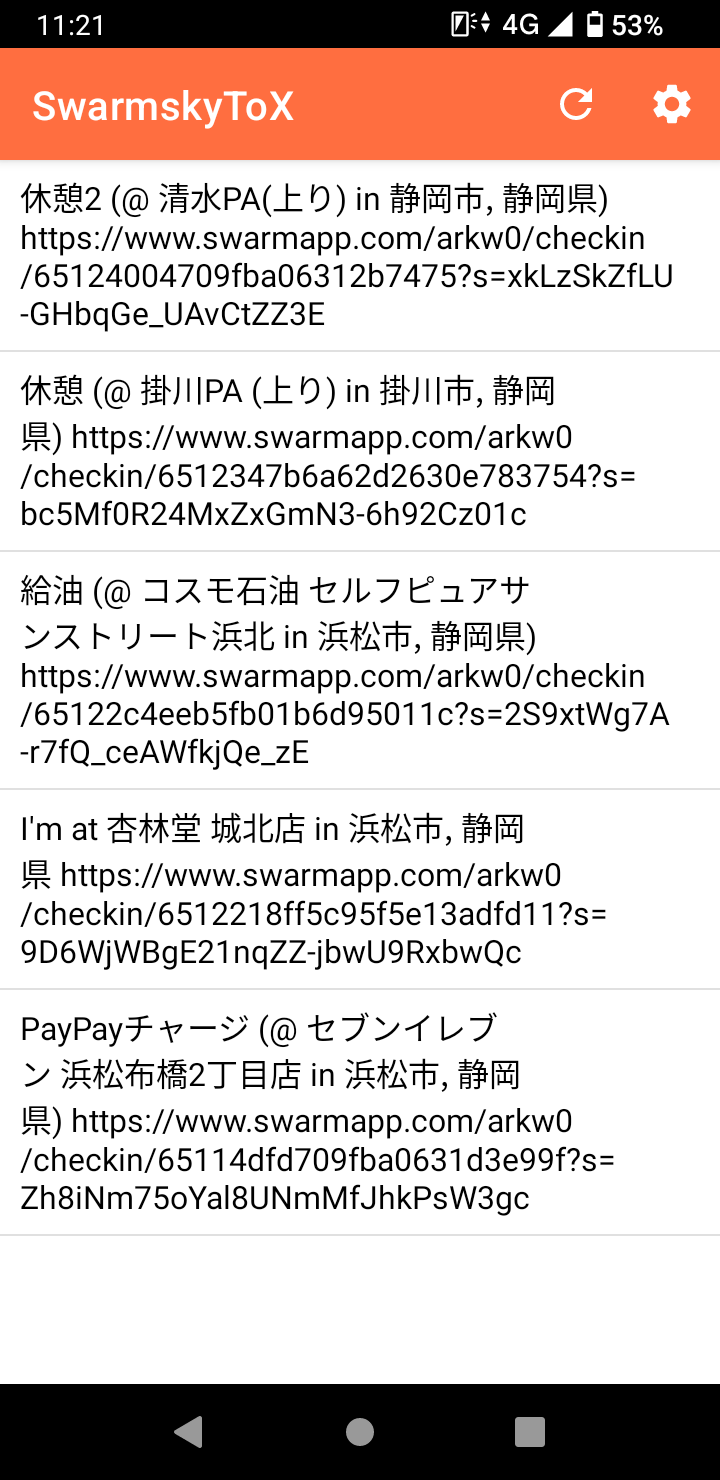 11:21
4G 53%
SwarmskyToX
休憩2 (@ 清水PA(上り) in 静岡市, 静岡県)
https://www.swarmapp.com/arkw0/checkin
/65124004709fba06312b7475?s=xkLzSkZfLU
-GHbqGe_UAvCtZZ3E
休憩 (@ 掛川PA (上り) in 掛川市, 静岡
県) https://www.swarmapp.com/arkw0
/checkin/6512347b6a62d2630e783754?s=
bc5Mf0R24MxZxGmN3-6h92Cz01c
給油 (@ コスモ石油 セルフピュアサ
ンストリート浜北 in 浜松市, 静岡県)
https://www.swarmapp.com/arkw0/checkin
/65122c4eeb5fb01b6d95011c?s=2S9xtWg7A
-r7fQ_ceAWfkjQe_zE
I'm at 杏林堂 城北店 in 浜松市, 静岡
県 https://www.swarmapp.com/arkw0
/checkin/6512218ff5c95f5e13adfd11?s=
9D6WjWBgE21nqZZ-jbwU9RxbwQc
PayPayチャージ (@ セブンイレブ
ン 浜松布橋2丁目店 in 浜松市, 静岡
県) https://www.swarmapp.com/arkw0
/checkin/65114dfd709fba0631d3e99f?s=
Zh8iNm75oYal8UNmMfJhkPsW3gc